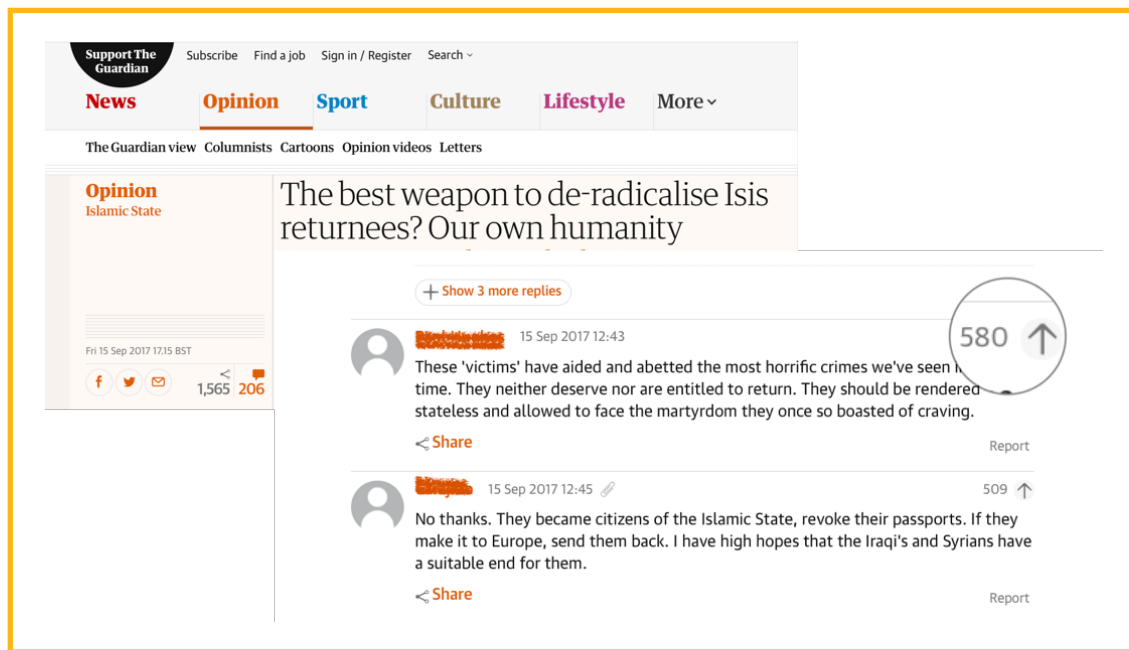 Support The
Guardian
Subscribe Find a job Sign in / Register Search
News Opinion Sport Culture Lifestyle More
The Guardian view Columnists Cartoons Opinion videos Letters
Opinion
Islamic State
The best weapon to de-radicalise Isis
returnees? Our own humanity
Fri 15 Sep 2017 17.15 BST
1,565 206
+ Show 3 more replies
15 Sep 2017 12:43
580
These 'victims' have aided and abetted the most horrific crimes we've seen
time. They neither deserve nor are entitled to return. They should be rendered
stateless and allowed to face the martyrdom they once so boasted of craving.
Share
Report
15 Sep 2017 12:45
509
No thanks. They became citizens of the Islamic State, revoke their passports. If they
make it to Europe, send them back. I have high hopes that the Iraqi's and Syrians have
a suitable end for them.
Share
Report